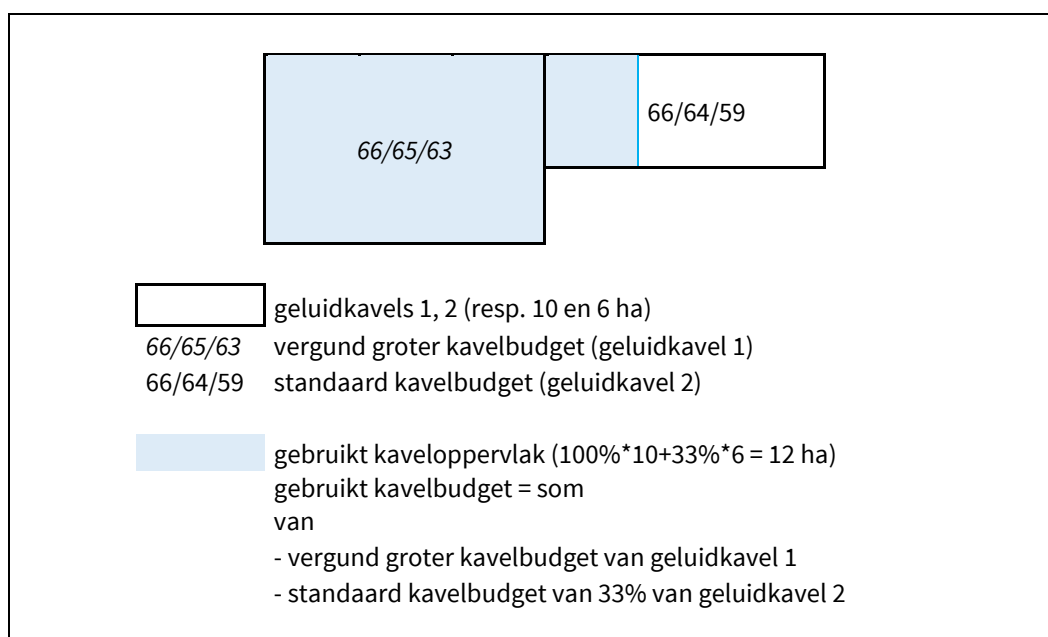 66/64/59
66/65/63
geluidkavels 1, 2 (resp. 10 en 6 ha)
66/65/63 vergund groter kavelbudget (geluidkavel 1)
66/64/59 standaard kavelbudget (geluidkavel 2)
gebruikt kaveloppervlak (100%*10+33%*6 = 12 ha)
gebruikt kavelbudget = som
van
- vergund groter kavelbudget van geluidkavel 1
- standaard kavelbudget van 33% van geluidkavel 2